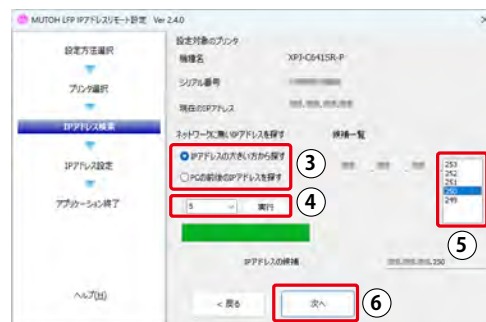 MUTOH LFP IPアドレスリモート設定 Ver 2.4.0
設定方法選択
プリンタ選択
IPアドレス検索
IPアドレス設定
アプリケーション終了
ヘルプ(H)
設定対象のプリンタ
機種名 XPJ-C641SR-P
シリアル番号
現在のIPアドレス
ネットワークに無いIPアドレスを探す 候補一覧
IPアドレスの大きい方から探す
PCの前後のIPアドレスを探す
③
5 実行
④
253
252
251
250
249
⑤
IPアドレスの候補 .250
< 戻る 次へ
⑥